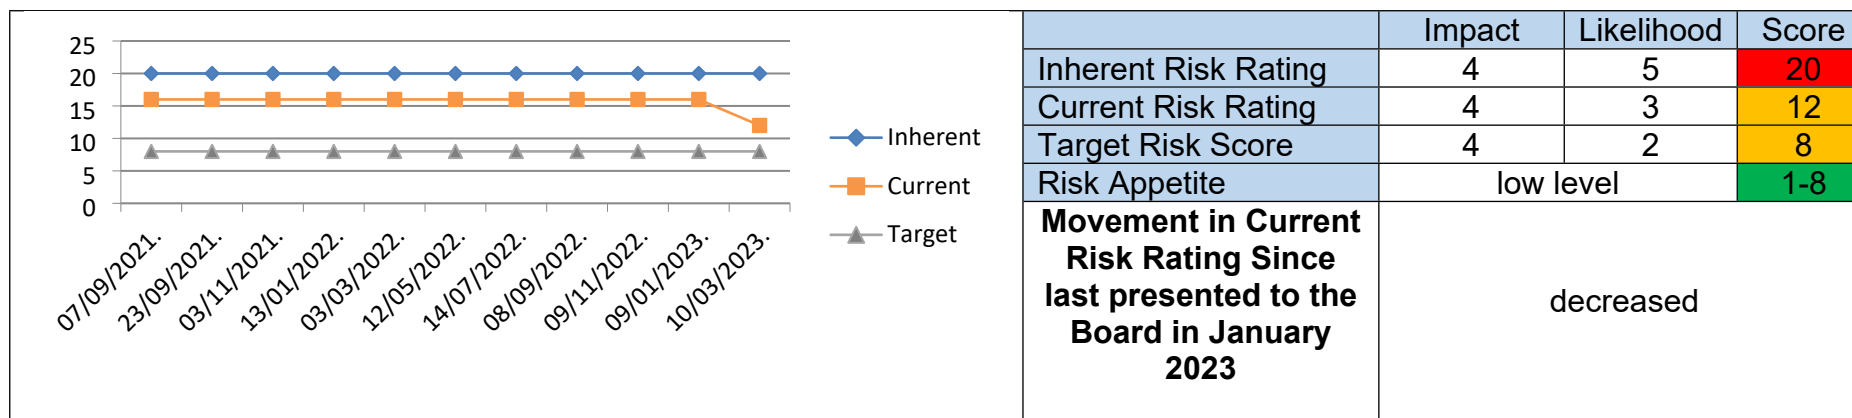 25
20
15
10
5
0
07/09/2021.
23/09/2021.
03/11/2021.
13/01/2022.
03/03/2022.
12/05/2022.
14/07/2022.
08/09/2022.
09/11/2022.
09/01/2023.
10/03/2023.
Inherent
Current
Target
Impact Likelihood Score
Inherent Risk Rating 4 5 20
Current Risk Rating 4 3 12
Target Risk Score 4 2 8
Risk Appetite low level 1-8
Movement in Current
Risk Rating Since
last presented to the
Board in January
2023
decreased